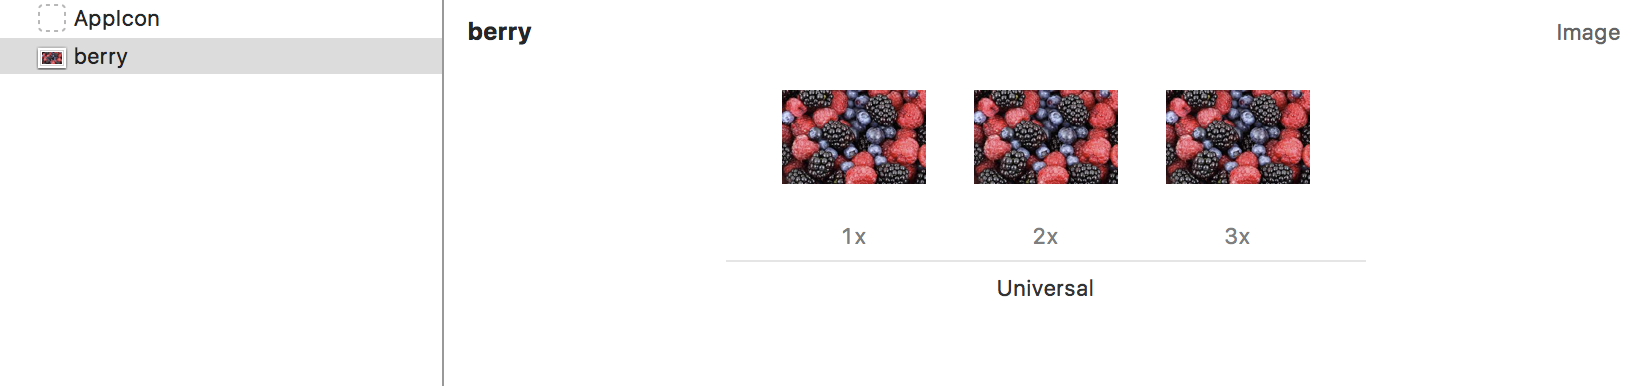 AppIcon
berry
berry
Image
1x 2x 3x
Universal